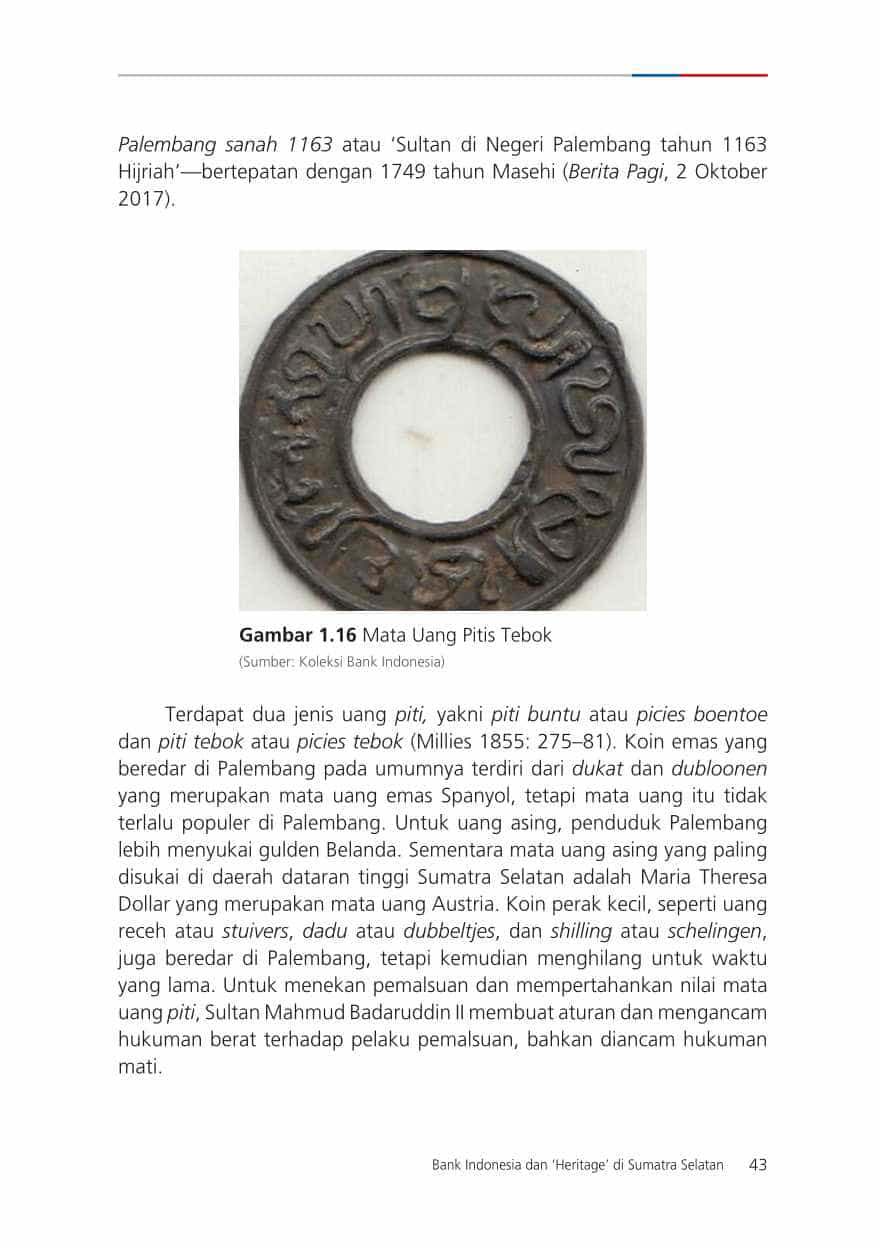 Palembang sanah 1163 atau ‘Sultan di Negeri Palembang tahun 1163
Hijriah’—bertepatan dengan 1749 tahun Masehi (Berita Pagi, 2 Oktober
2017).
Gambar 1.16 Mata Uang Pitis Tebok
(Sumber: Koleksi Bank Indonesia)
Terdapat dua jenis uang piti, yakni piti buntu atau picies boentoe
dan piti tebok atau picies tebok (Millies 1855: 275–81). Koin emas yang
beredar di Palembang pada umumnya terdiri dari dukat dan dubloonen
yang merupakan mata uang emas Spanyol, tetapi mata uang itu tidak
terlalu populer di Palembang. Untuk uang asing, penduduk Palembang
lebih menyukai gulden Belanda. Sementara mata uang asing yang paling
disukai di daerah dataran tinggi Sumatra Selatan adalah Maria Theresa
Dollar yang merupakan mata uang Austria. Koin perak kecil, seperti uang
receh atau stuivers, dadu atau dubbeltjes, dan shilling atau schelingen,
juga beredar di Palembang, tetapi kemudian menghilang untuk waktu
yang lama. Untuk menekan pemalsuan dan mempertahankan nilai mata
uang piti, Sultan Mahmud Badaruddin II membuat aturan dan mengancam
hukuman berat terhadap pelaku pemalsuan, bahkan diancam hukuman
mati.
Bank Indonesia dan ‘Heritage’ di Sumatra Selatan 43